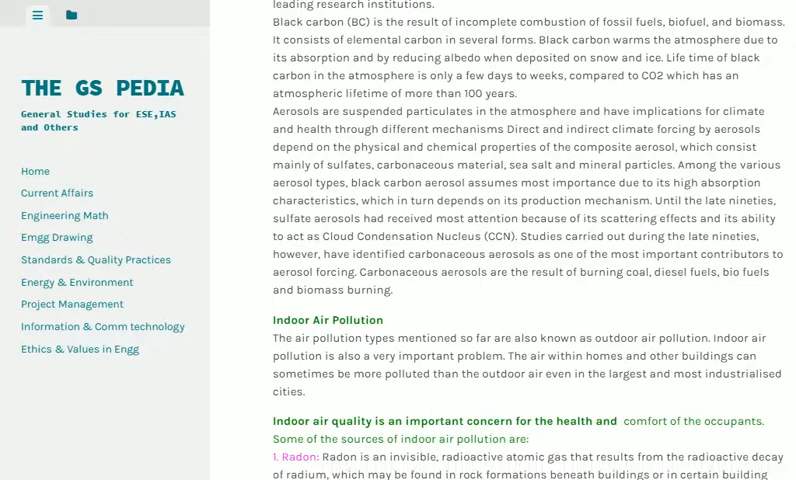 THE GS PEDIA
General Studies for ESE,IAS
and Others
Home
Current Affairs
Engineering Math
Emgg Drawing
Standards & Quality Practices
Energy & Environment
Project Management
Information & Comm technology
Ethics & Values in Engg
leading research institutions.
Black carbon (BC) is the result of incomplete combustion of fossil fuels, biofuel, and biomass.
It consists of elemental carbon in several forms. Black carbon warms the atmosphere due to
its absorption and by reducing albedo when deposited on snow and ice. Life time of black
carbon in the atmosphere is only a few days to weeks, compared to CO2 which has an
atmospheric lifetime of more than 100 years.
Aerosols are suspended particulates in the atmosphere and have implications for climate
and health through different mechanisms Direct and indirect climate forcing by aerosols
depend on the physical and chemical properties of the composite aerosol, which consist
mainly of sulfates, carbonaceous material, sea salt and mineral particles. Among the various
aerosol types, black carbon aerosol assumes most importance due to its high absorption
characteristics, which in turn depends on its production mechanism. Until the late nineties,
sulfate aerosols had received most attention because of its scattering effects and its ability
to act as Cloud Condensation Nucleus (CCN). Studies carried out during the late nineties,
however, have identified carbonaceous aerosols as one of the most important contributors to
aerosol forcing. Carbonaceous aerosols are the result of burning coal, diesel fuels, bio fuels
and biomass burning.
Indoor Air Pollution
The air pollution types mentioned so far are also known as outdoor air pollution. Indoor air
pollution is also a very important problem. The air within homes and other buildings can
sometimes be more polluted than the outdoor air even in the largest and most industrialised
cities.
Indoor air quality is an important concern for the health and comfort of the occupants.
Some of the sources of indoor air pollution are:
1. Radon: Radon is an invisible, radioactive atomic gas that results from the radioactive decay
of radium, which may be found in rock formations beneath buildings or in certain building